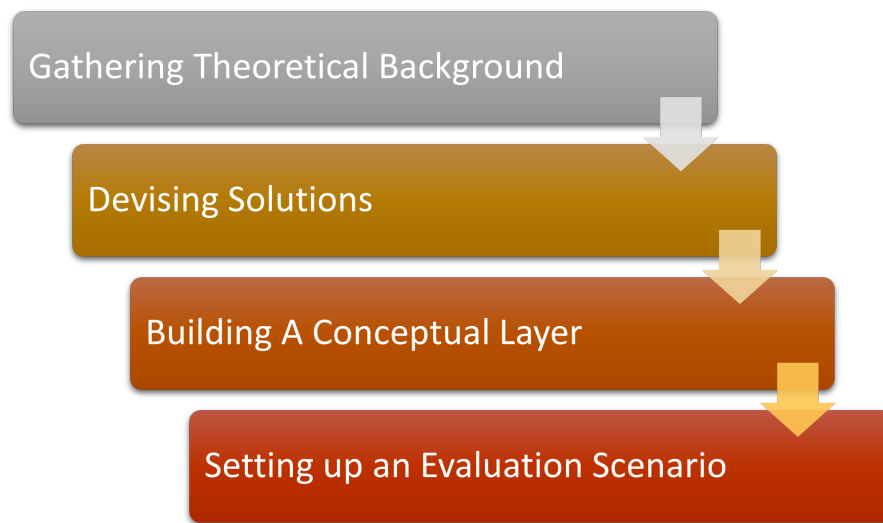 Gathering Theoretical Background
Devising Solutions
Building A Conceptual Layer
Setting up an Evaluation Scenario